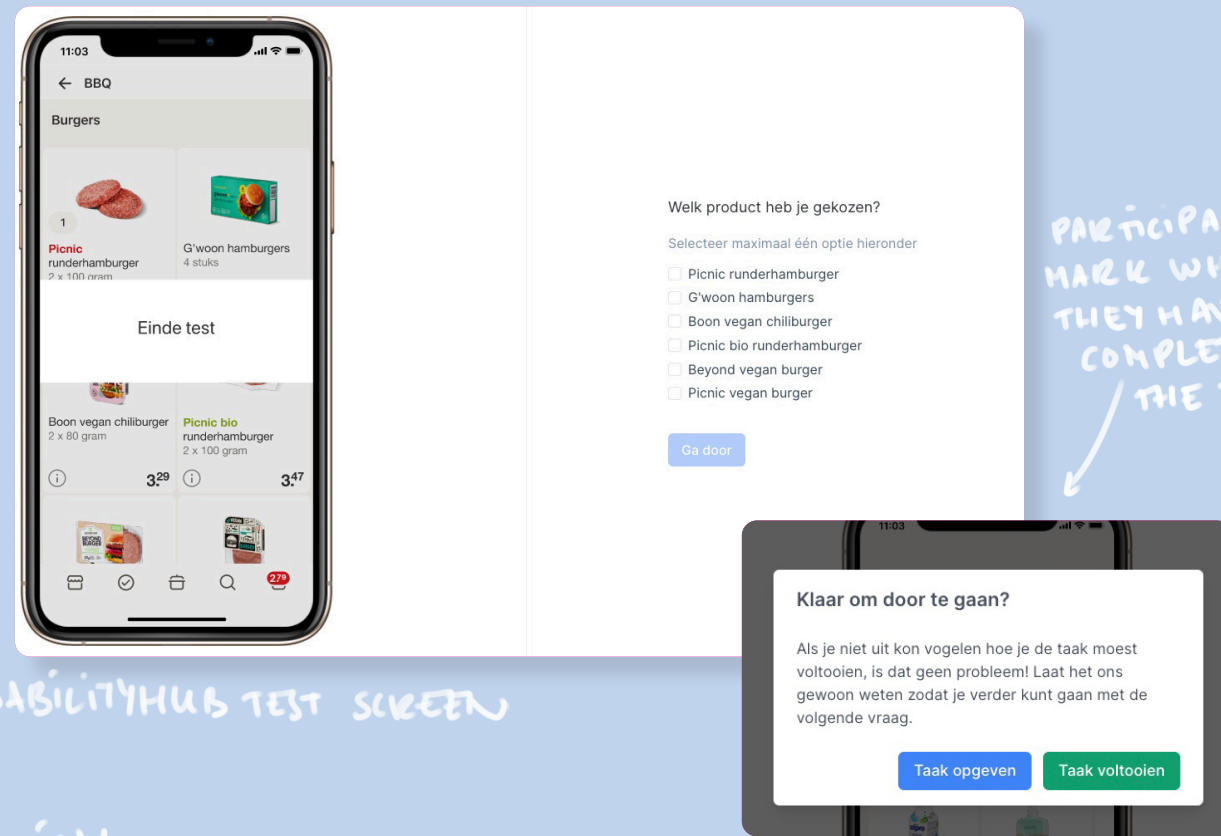 11:03
BBQ
Burgers
1
Picnic
runderhamburger
2 x 100 gram
G'woon hamburgers
4 stuks
Einde test
Boon vegan chiliburger
2 x 80 gram
Picnic bio
runderhamburger
2 x 100 gram
3.29
3.47
BEYOND
BURGER
2.79
Welk product heb je gekozen?
Selecteer maximaal één optie hieronder
Picnic runderhamburger
G'woon hamburgers
Boon vegan chiliburger
Picnic bio runderhamburger
Beyond vegan burger
Picnic vegan burger
Ga door
PARTICIPA
MARK WH
THEY HAV
COMPLE
THE
11:03
Klaar om door te gaan?
Als je niet uit kon vogelen hoe je de taak moest
voltooien, is dat geen probleem! Laat het ons
gewoon weten zodat je verder kunt gaan met de
volgende vraag.
Taak opgeven
Taak voltooien
ABILITYHUB TEST SCREEN